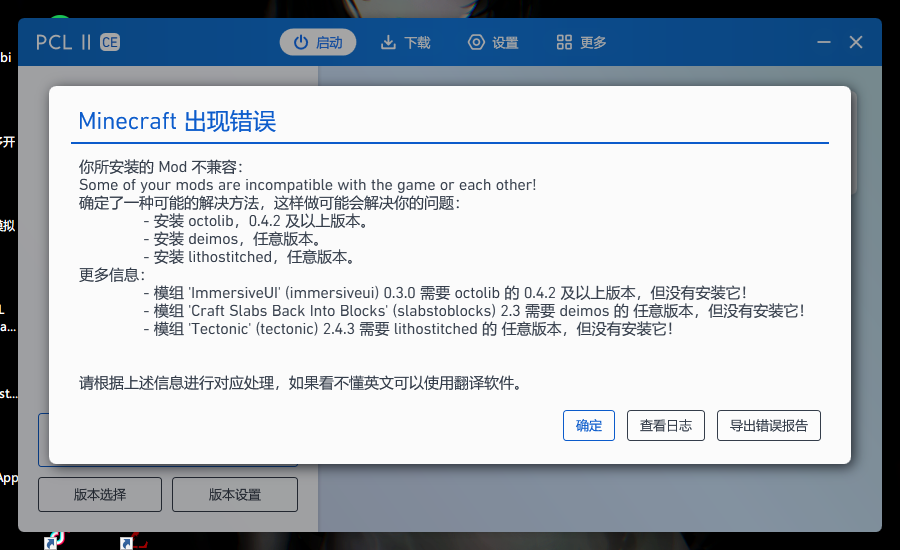 PCL II CE
启动
下载
设置
更多
bi
开
Minecraft 出现错误
你所安装的 Mod 不兼容：
Some of your mods are incompatible with the game or each other!
确定了一种可能的解决方法，这样做可能会解决你的问题：
- 安装 octolib，0.4.2 及以上版本。
- 安装 deimos，任意版本。
- 安装 lithostitched，任意版本。
更多信息：
- 模组 'ImmersiveUI' (immersiveui) 0.3.0 需要 octolib 的 0.4.2 及以上版本，但没有安装它！
- 模组 'Craft Slabs Back Into Blocks' (slabstoblocks) 2.3 需要 deimos 的 任意版本，但没有安装它！
- 模组 'Tectonic' (tectonic) 2.4.3 需要 lithostitched 的 任意版本，但没有安装它！
请根据上述信息进行对应处理，如果看不懂英文可以使用翻译软件。
确定
查看日志
导出错误报告
L
a...
st...
App
版本选择
版本设置